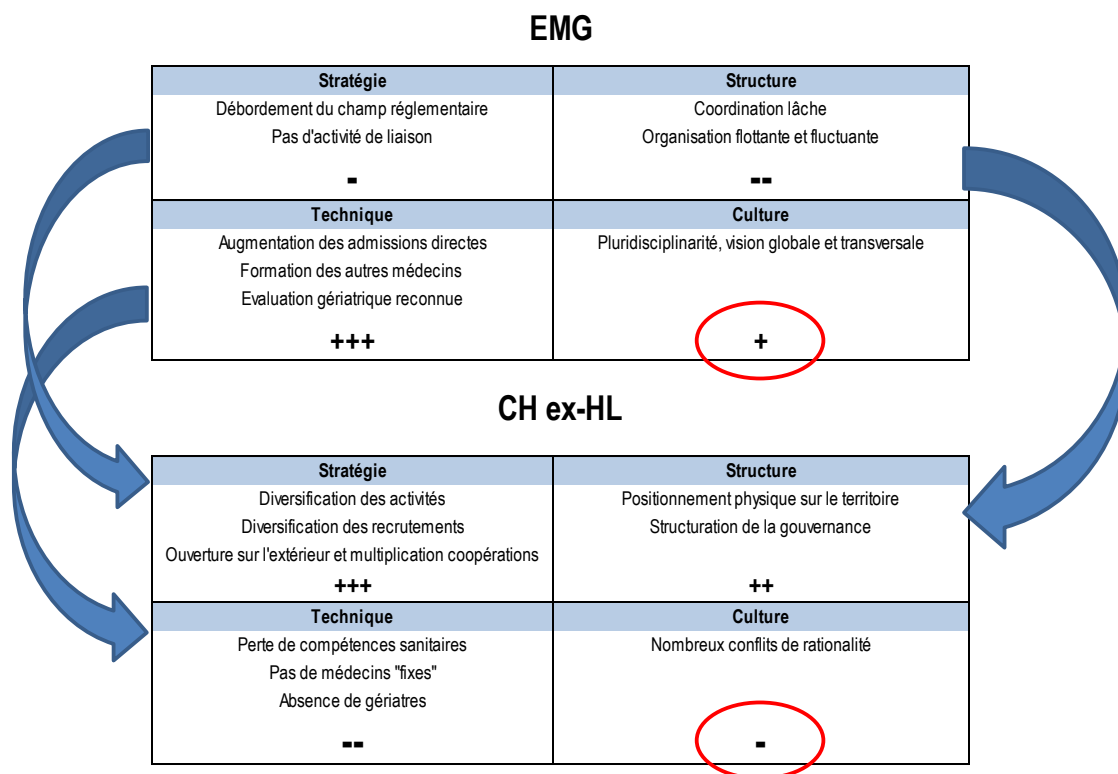 EMG
Stratégie
Débordement du champ réglementaire
Pas d'activité de liaison
-
Structure
Coordination lâche
Organisation flottante et fluctuante
--
Technique
Augmentation des admissions directes
Formation des autres médecins
Evaluation gériatrique reconnue
+++
Culture
Pluridisciplinarité, vision globale et transversale
+
CH ex-HL
Stratégie
Diversification des activités
Diversification des recrutements
Ouverture sur l'extérieur et multiplication coopérations
+++
Structure
Positionnement physique sur le territoire
Structuration de la gouvernance
++
Technique
Perte de compétences sanitaires
Pas de médecins "fixes"
Absence de gériatres
--
Culture
Nombreux conflits de rationalité
-